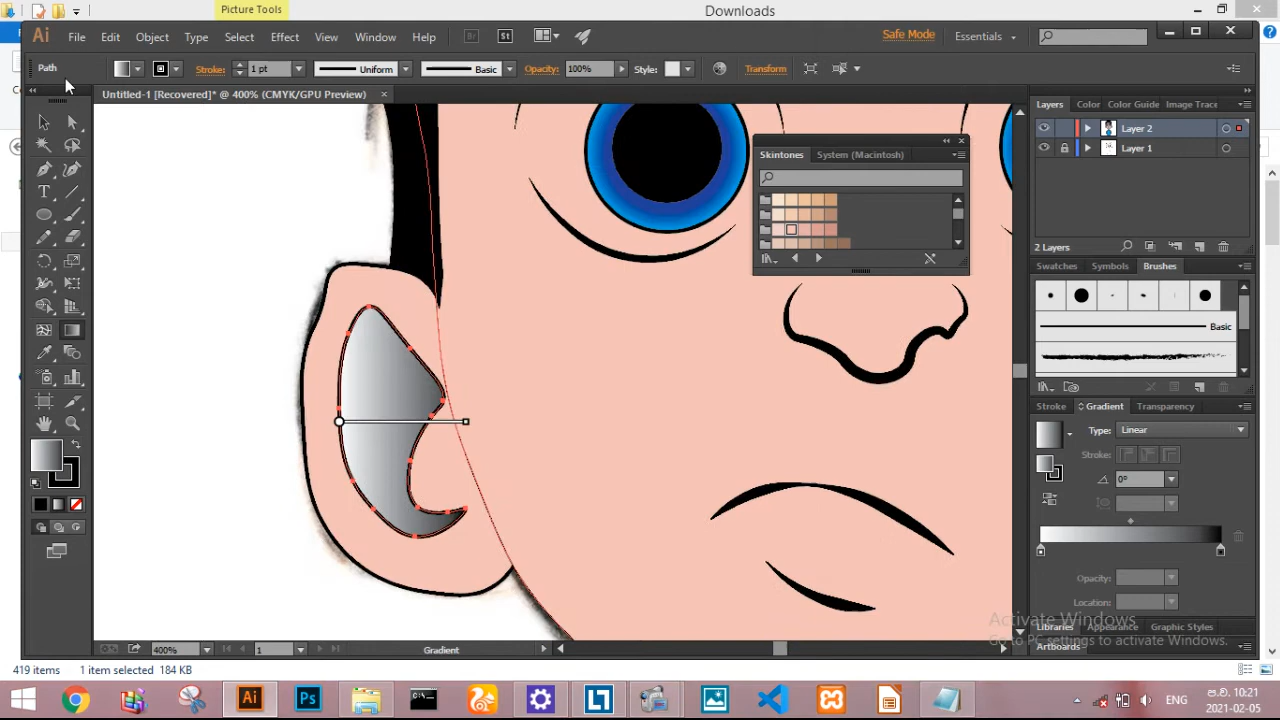 Picture Tools
Downloads
Ai File Edit Object Type Select Effect View Window Help Br St Safe Mode Essentials
Path Stroke: 1 pt Uniform Basic Opacity: 100% Style: Transform
Untitled-1 [Recovered]* @ 400% (CMYK/GPU Preview)
Layers Color Color Guide Image Trace
Layer 2
Layer 1
Skintones System (Macintosh)
2 Layers
Swatches Symbols Brushes
Basic
Stroke Gradient Transparency
Type: Linear
Stroke:
0°
Opacity:
Location:
Activate Windows
Go to PC settings to activate Windows.
Libraries Appearance Graphic Styles
Artboards
400% 1 Gradient
419 items 1 item selected 184 KB
Ai Ps ENG
10:21
2021-02-05